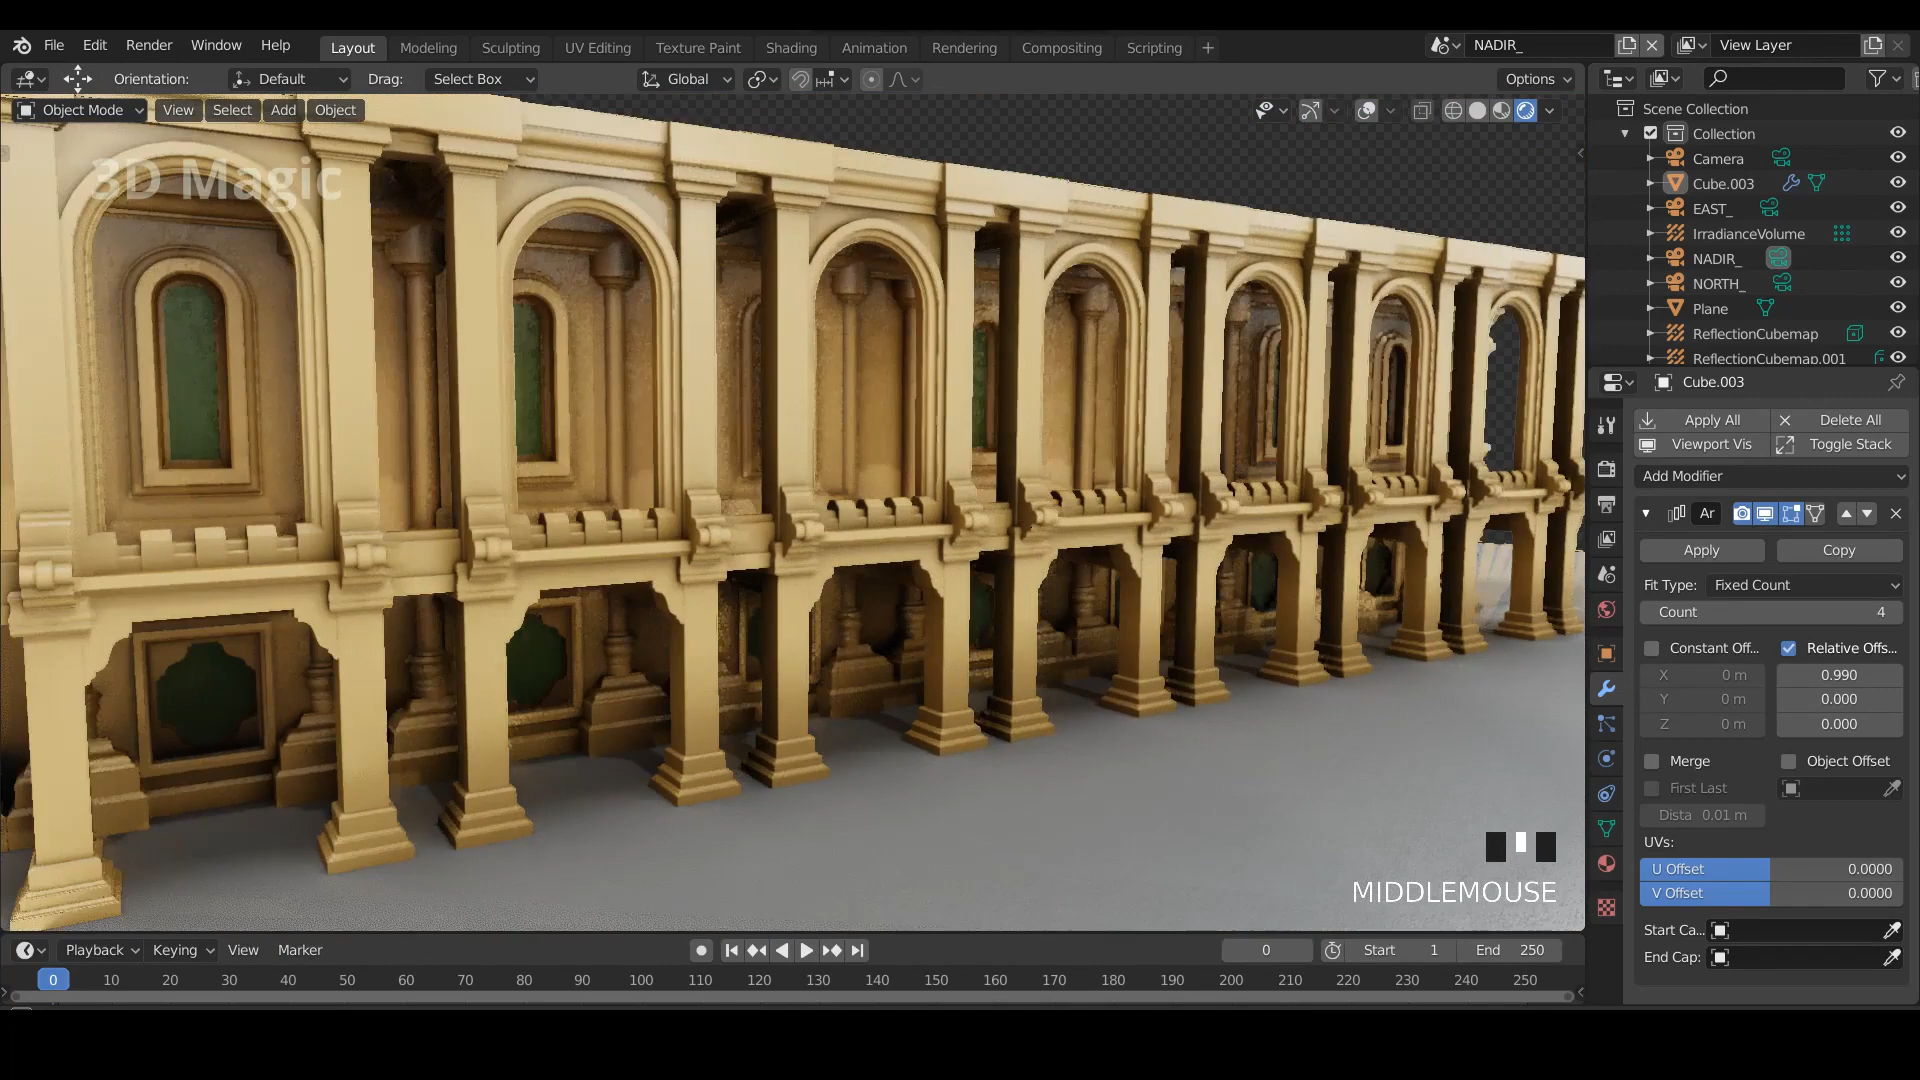 File Edit Render Window Help Layout Modeling Sculpting UV Editing Texture Paint Shading Animation Rendering Compositing Scripting + NADIR_ View Layer
Orientation: Default Drag: Select Box Global Options
Object Mode View Select Add Object
3D Magic
MIDDLEMOUSE
Scene Collection
Collection
Camera
Cube.003
EAST_
IrradianceVolume
NADIR_
NORTH_
Plane
ReflectionCubemap
ReflectionCubemap.001
Cube.003
Apply All Delete All
Viewport Vis Toggle Stack
Add Modifier
Ar
Apply Copy
Fit Type: Fixed Count
Count 4
Constant Off... Relative Offs...
X 0 m 0.990
Y 0 m 0.000
Z 0 m 0.000
Merge Object Offset
First Last
Dista 0.01 m
UVs:
U Offset 0.0000
V Offset 0.0000
Start Ca...
End Cap:
Playback Keying View Marker 0 Start 1 End 250
0 10 20 30 40 50 60 70 80 90 100 110 120 130 140 150 160 170 180 190 200 210 220 230 240 250